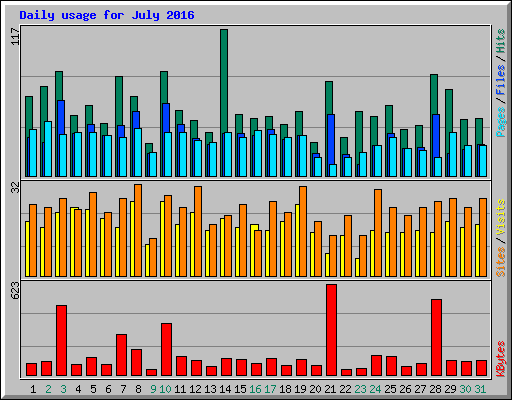 Daily usage for July 2016
117
Pages / Files / Hits
32
Sites / Visits
623
KBytes
1 2 3 4 5 6 7 8 9 10 11 12 13 14 15 16 17 18 19 20 21 22 23 24 25 26 27 28 29 30 31